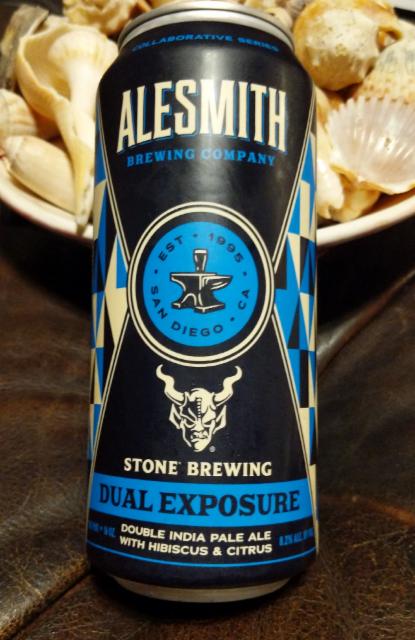 COLLABORATIVE SERIES
ALESMITH
BREWING COMPANY
EST • 1995 •
SAN DIEGO • CA
STONE® BREWING
DUAL EXPOSURE
DOUBLE INDIA PALE ALE
WITH HIBISCUS & CITRUS